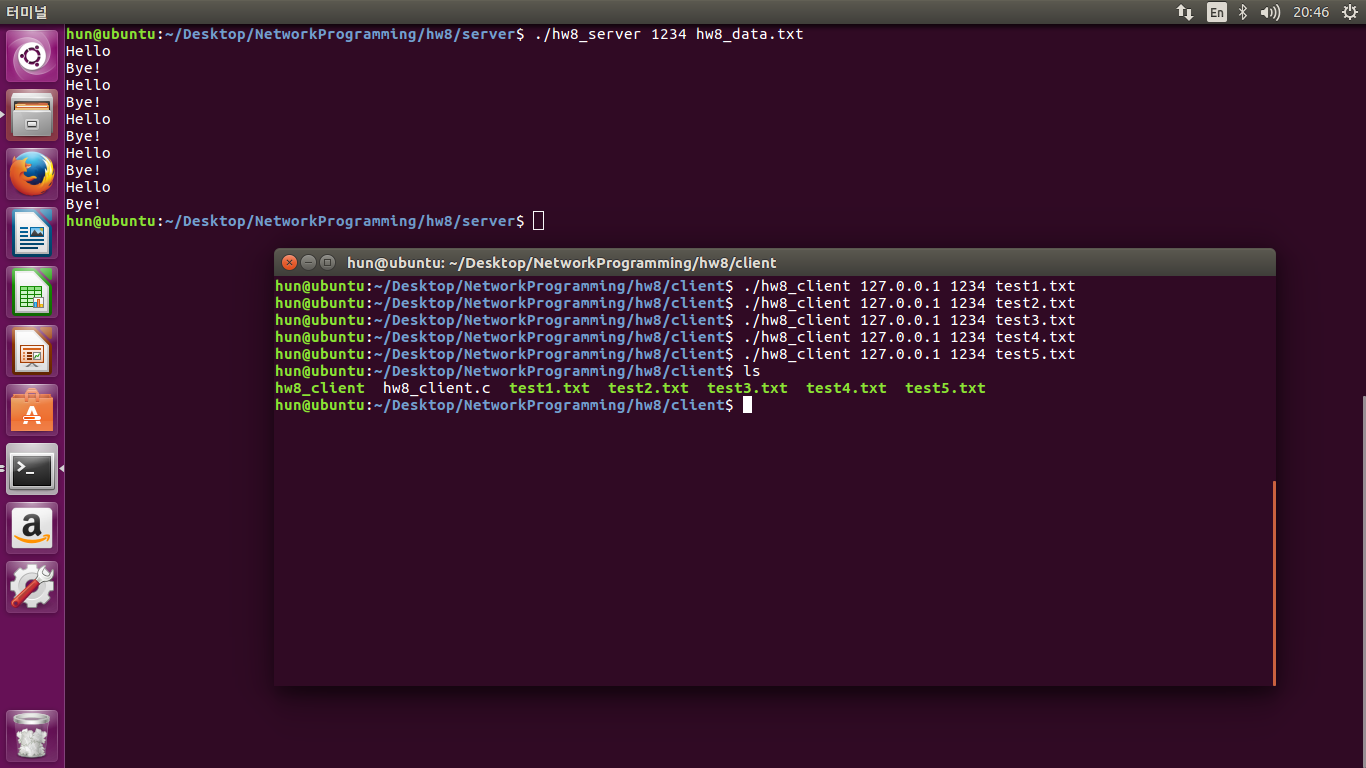 터미널
En
20:46
hun@ubuntu:~/Desktop/NetworkProgramming/hw8/server$ ./hw8_server 1234 hw8_data.txt
Hello
Bye!
Hello
Bye!
Hello
Bye!
Hello
Bye!
Hello
Bye!
hun@ubuntu:~/Desktop/NetworkProgramming/hw8/server$
hun@ubuntu: ~/Desktop/NetworkProgramming/hw8/client
hun@ubuntu:~/Desktop/NetworkProgramming/hw8/client$ ./hw8_client 127.0.0.1 1234 test1.txt
hun@ubuntu:~/Desktop/NetworkProgramming/hw8/client$ ./hw8_client 127.0.0.1 1234 test2.txt
hun@ubuntu:~/Desktop/NetworkProgramming/hw8/client$ ./hw8_client 127.0.0.1 1234 test3.txt
hun@ubuntu:~/Desktop/NetworkProgramming/hw8/client$ ./hw8_client 127.0.0.1 1234 test4.txt
hun@ubuntu:~/Desktop/NetworkProgramming/hw8/client$ ./hw8_client 127.0.0.1 1234 test5.txt
hun@ubuntu:~/Desktop/NetworkProgramming/hw8/client$ ls
hw8_client hw8_client.c test1.txt test2.txt test3.txt test4.txt test5.txt
hun@ubuntu:~/Desktop/NetworkProgramming/hw8/client$